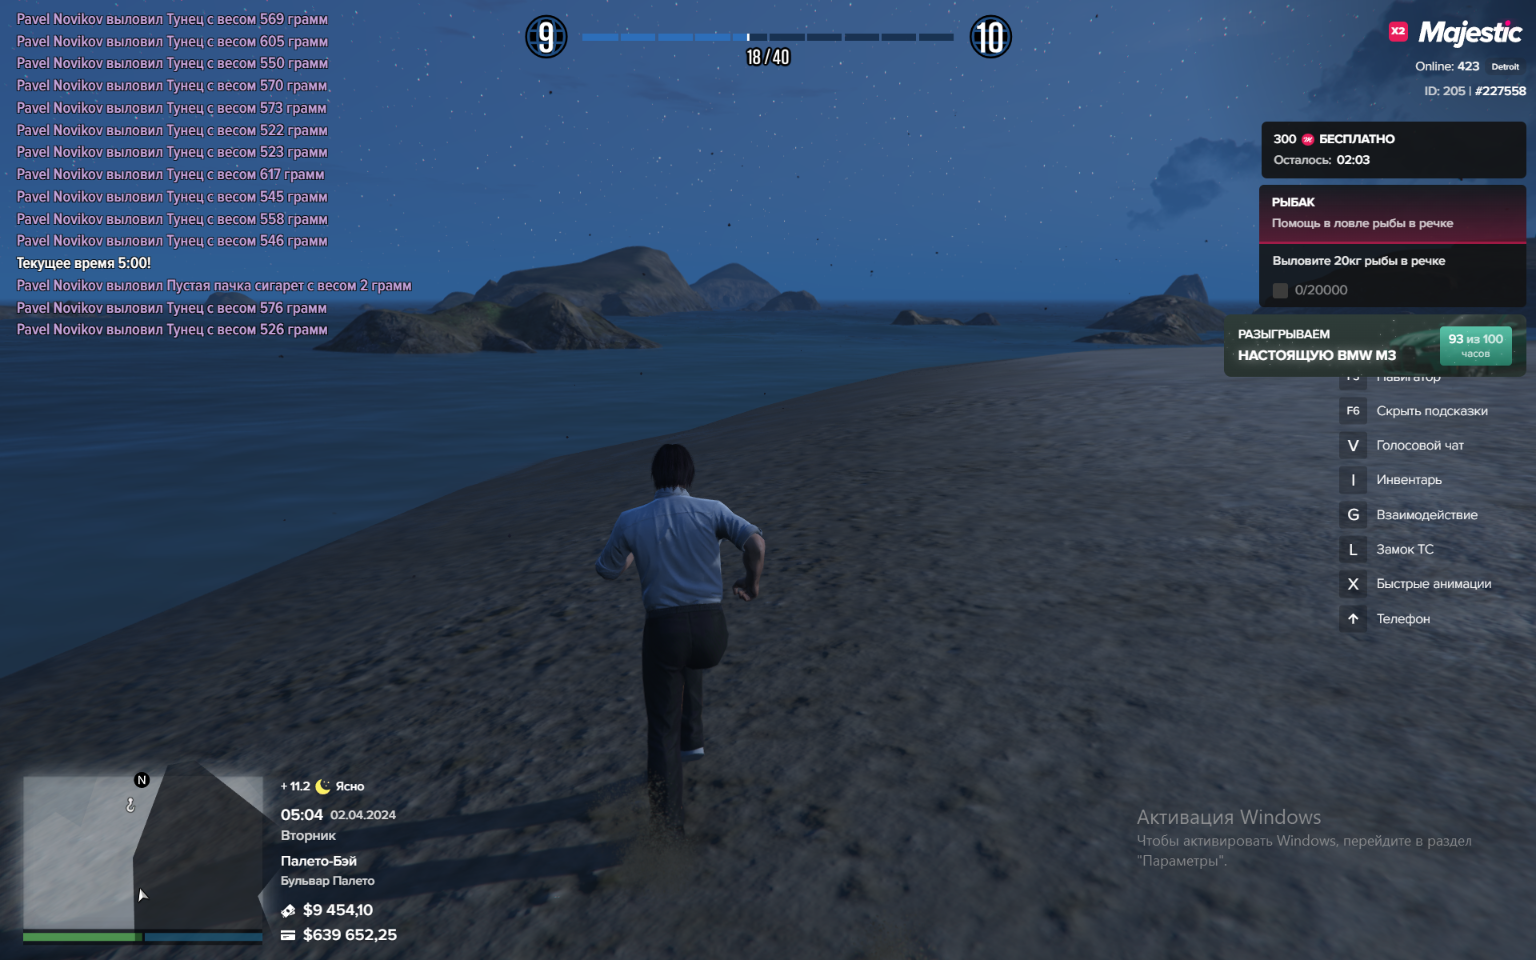 Pavel Novikov выловил Тунец с весом 569 грамм
Pavel Novikov выловил Тунец с весом 605 грамм
Pavel Novikov выловил Тунец с весом 550 грамм
Pavel Novikov выловил Тунец с весом 570 грамм
Pavel Novikov выловил Тунец с весом 573 грамм
Pavel Novikov выловил Тунец с весом 522 грамм
Pavel Novikov выловил Тунец с весом 523 грамм
Pavel Novikov выловил Тунец с весом 617 грамм
Pavel Novikov выловил Тунец с весом 545 грамм
Pavel Novikov выловил Тунец с весом 558 грамм
Pavel Novikov выловил Тунец с весом 546 грамм
Текущее время 5:00!
Pavel Novikov выловил Пустая пачка сигарет с весом 2 грамм
Pavel Novikov выловил Тунец с весом 576 грамм
Pavel Novikov выловил Тунец с весом 526 грамм
9
10
18 / 40
X2 Majestic
Online: 423 Detroit
ID: 205 | #227558
300 БЕСПЛАТНО
Осталось: 02:03
РЫБАК
Помощь в ловле рыбы в речке
Выловите 20кг рыбы в речке
0/20000
РАЗЫГРЫВАЕМ
НАСТОЯЩУЮ BMW M3
93 из 100
часов
Навигатор
F6 Скрыть подсказки
V Голосовой чат
I Инвентарь
G Взаимодействие
L Замок ТС
X Быстрые анимации
↑ Телефон
N
+ 11.2 Ясно
05:04 02.04.2024
Вторник
Палето-Бэй
Бульвар Палето
$9 454,10
$639 652,25
Активация Windows
Чтобы активировать Windows, перейдите в раздел
"Параметры".